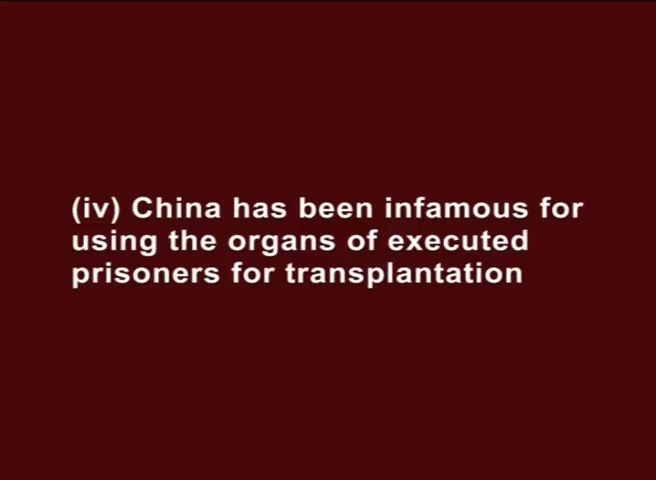 (iv) China has been infamous for
using the organs of executed
prisoners for transplantation